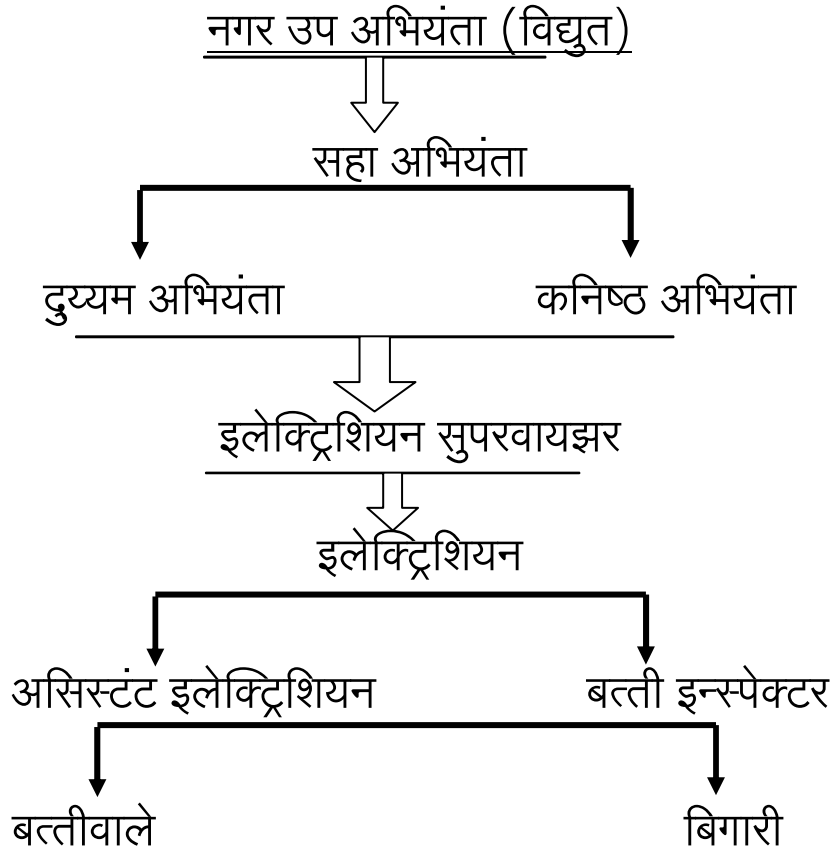 नगर उप अभियंता (विद्युत)
सहा अभियंता
दुय्यम अभियंता कनिष्ठ अभियंता
इलेक्ट्रिशियन सुपरवायझर
इलेक्ट्रिशियन
असिस्टंट इलेक्ट्रिशियन बत्ती इन्स्पेक्टर
बत्तीवाले बिगारी